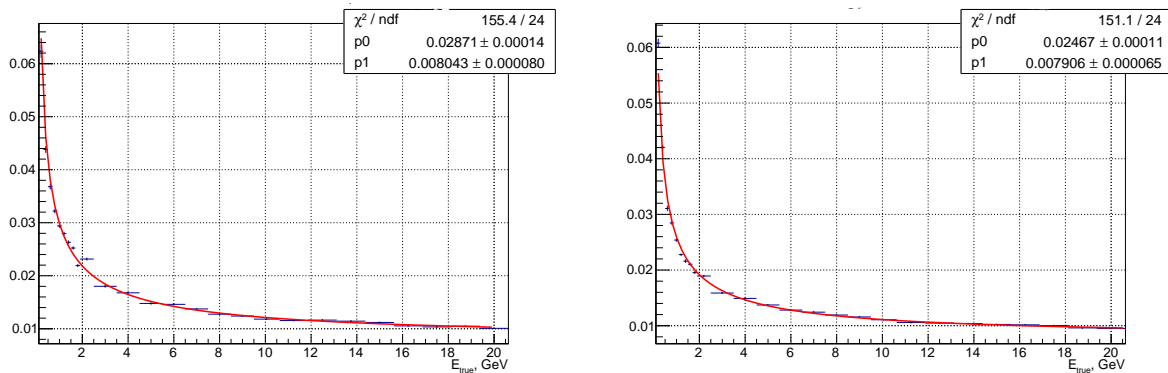 χ² / ndf 155.4 / 24
p0 0.02871 ± 0.00014
p1 0.008043 ± 0.000080
0.06
0.05
0.04
0.03
0.02
0.01
2 4 6 8 10 12 14 16 18 20
E_true, GeV
χ² / ndf 151.1 / 24
p0 0.02467 ± 0.00011
p1 0.007906 ± 0.000065
0.06
0.05
0.04
0.03
0.02
0.01
2 4 6 8 10 12 14 16 18 20
E_true, GeV